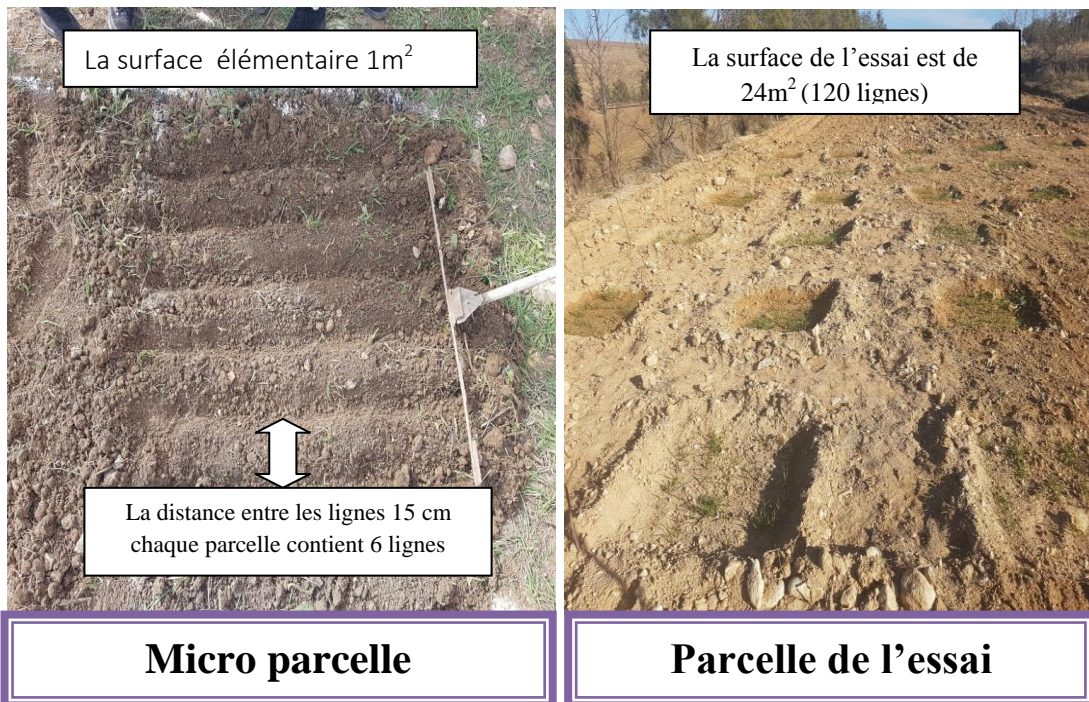 La surface élémentaire 1m²
La distance entre les lignes 15 cm
chaque parcelle contient 6 lignes
Micro parcelle
La surface de l’essai est de
24m² (120 lignes)
Parcelle de l’essai